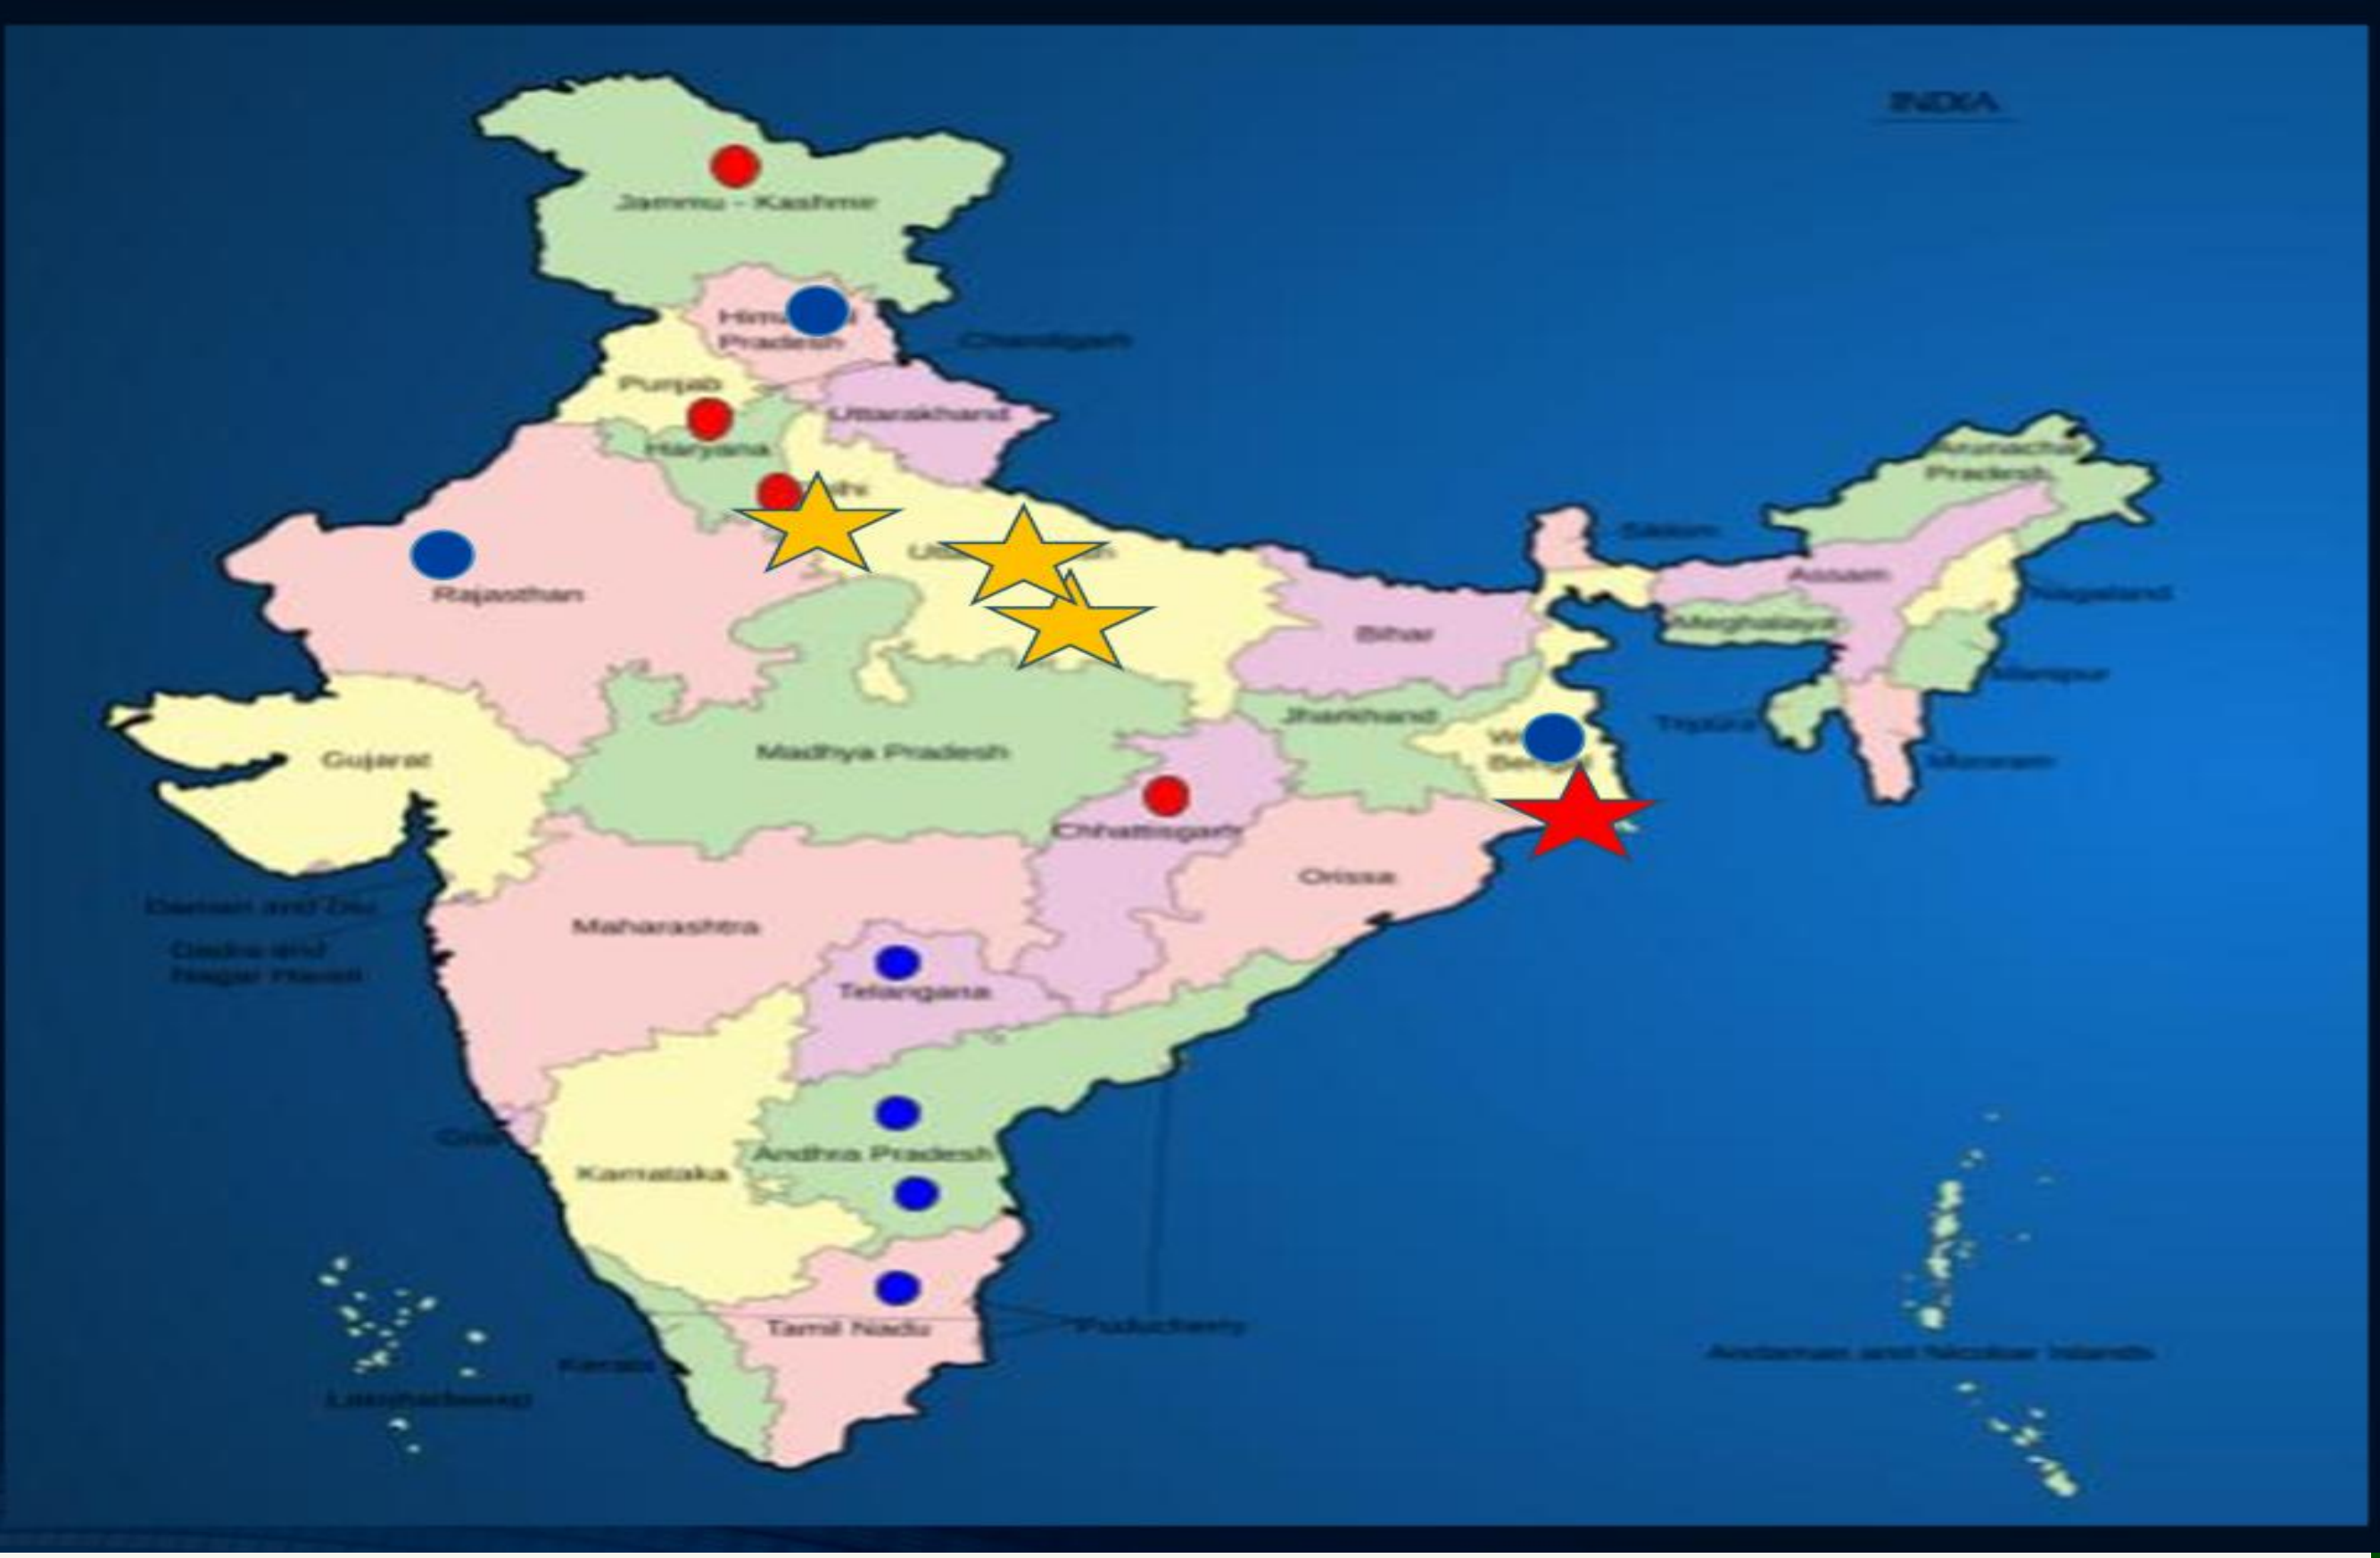 INDIA
Jammu - Kashmir
Pradesh
Chandigarh
Punjab
Uttarakhand
Haryana
Arunachal
Pradesh
Sikkim
Rajasthan
Assam
Nagaland
Meghalaya
Bihar
Manipur
Jharkhand
Tripura
Gujarat
Madhya Pradesh
Mizoram
Chhattisgarh
Orissa
Daman and Diu
Maharashtra
Dadra and
Nagar Haveli
Telangana
Goa
Andhra Pradesh
Karnataka
Tamil Nadu
Puducherry
Kerala
Andaman and Nicobar Islands
Lakshadweep